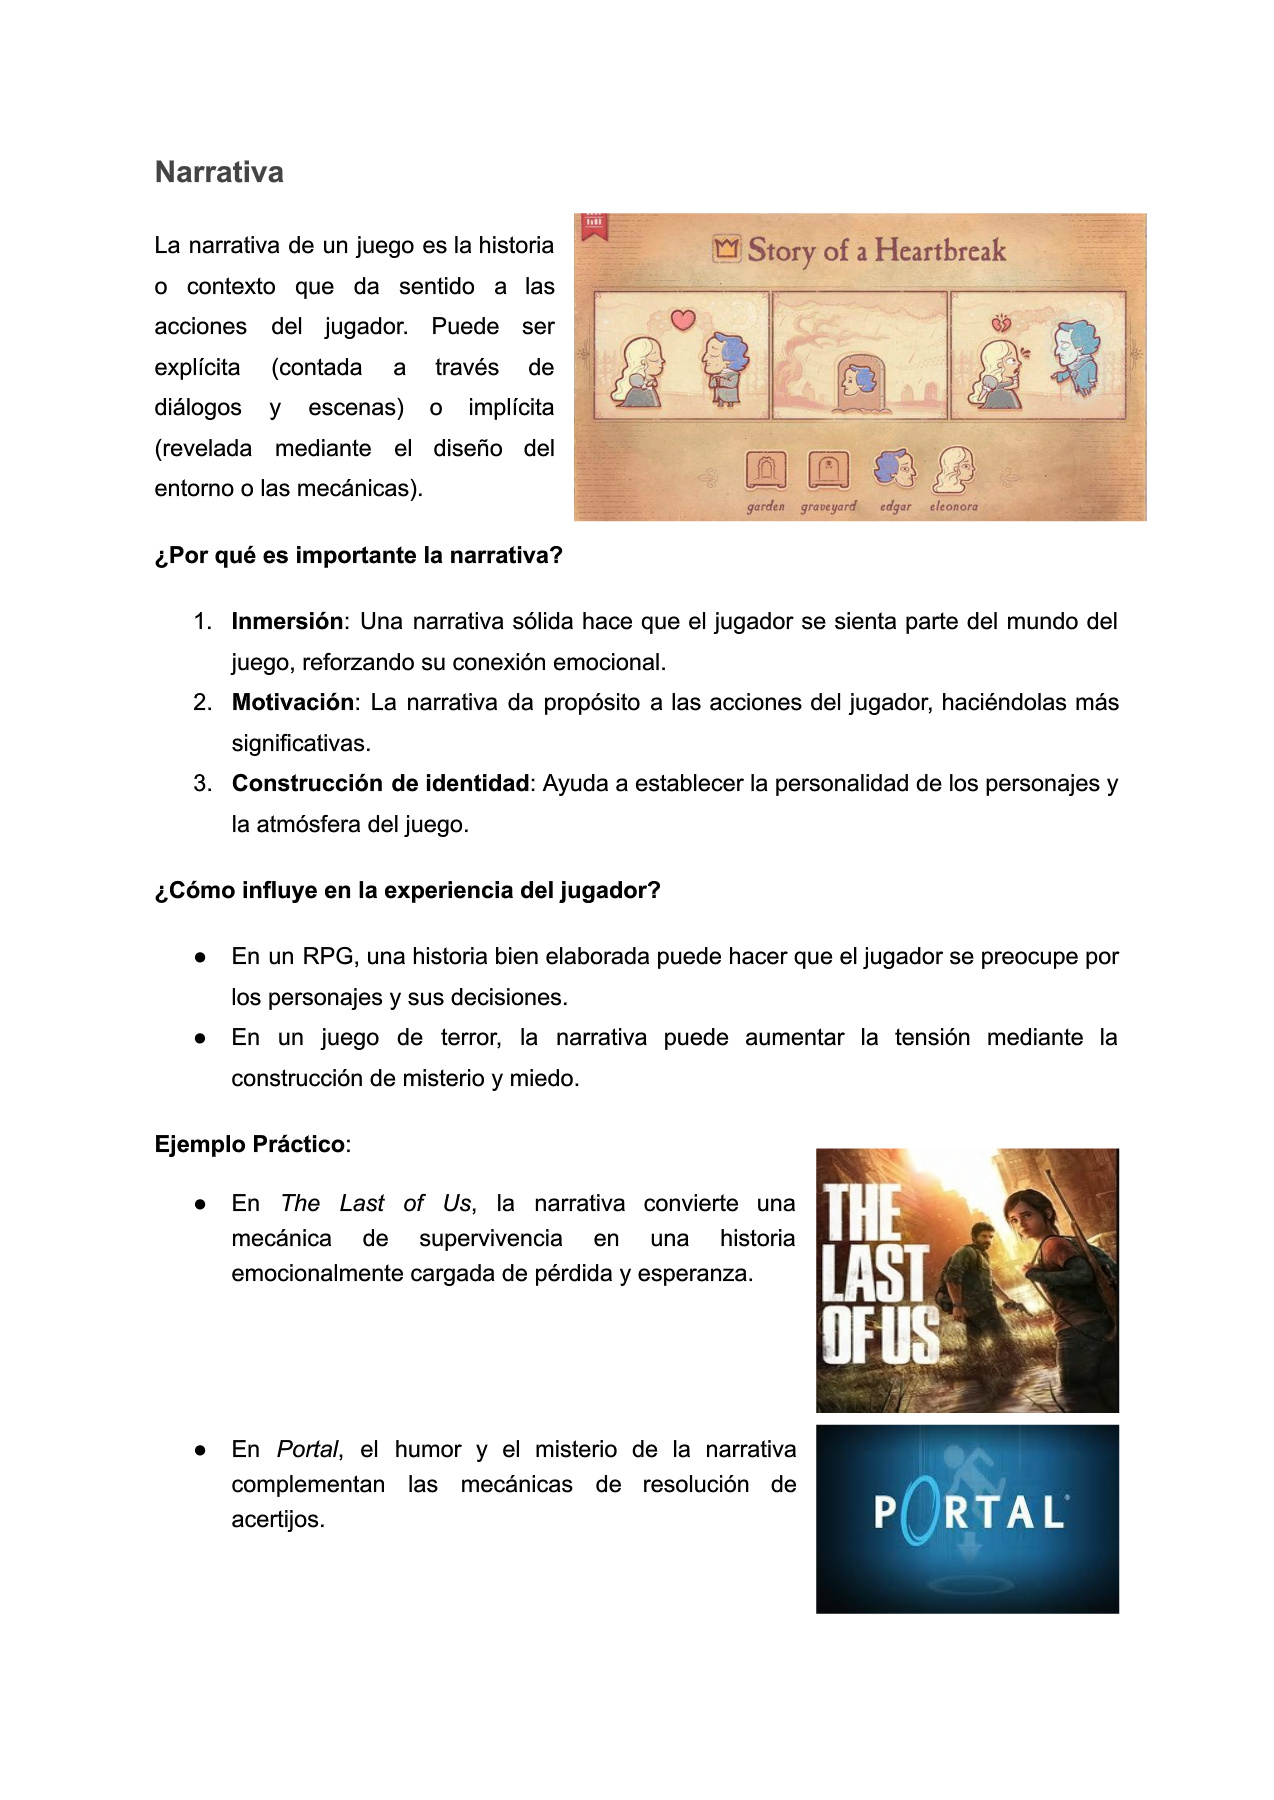 Narrativa
La narrativa de un juego es la historia
o contexto que da sentido a las
acciones del jugador. Puede ser
explícita (contada a través de
diálogos y escenas) o implícita
(revelada mediante el diseño del
entorno o las mecánicas).
Story of a Heartbreak
garden graveyard edgar eleonora
¿Por qué es importante la narrativa?
1. Inmersión: Una narrativa sólida hace que el jugador se sienta parte del mundo del
juego, reforzando su conexión emocional.
2. Motivación: La narrativa da propósito a las acciones del jugador, haciéndolas más
significativas.
3. Construcción de identidad: Ayuda a establecer la personalidad de los personajes y
la atmósfera del juego.
¿Cómo influye en la experiencia del jugador?
● En un RPG, una historia bien elaborada puede hacer que el jugador se preocupe por
los personajes y sus decisiones.
● En un juego de terror, la narrativa puede aumentar la tensión mediante la
construcción de misterio y miedo.
Ejemplo Práctico:
● En The Last of Us, la narrativa convierte una
mecánica de supervivencia en una historia
emocionalmente cargada de pérdida y esperanza.
THE
LAST
OF US
● En Portal, el humor y el misterio de la narrativa
complementan las mecánicas de resolución de
acertijos.
PORTAL